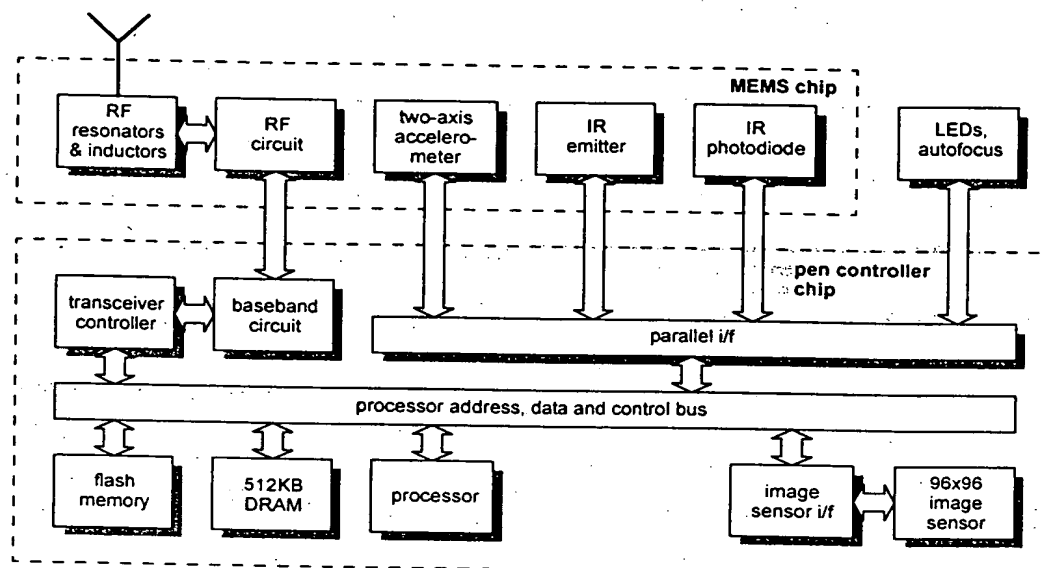 MEMS chip
RF
resonators
& inductors
RF
circuit
two-axis
accelero-
meter
IR
emitter
IR
photodiode
LEDs,
autofocus
pen controller
chip
transceiver
controller
baseband
circuit
parallel i/f
processor address, data and control bus
flash
memory
512KB
DRAM
processor
image
sensor i/f
96x96
image
sensor